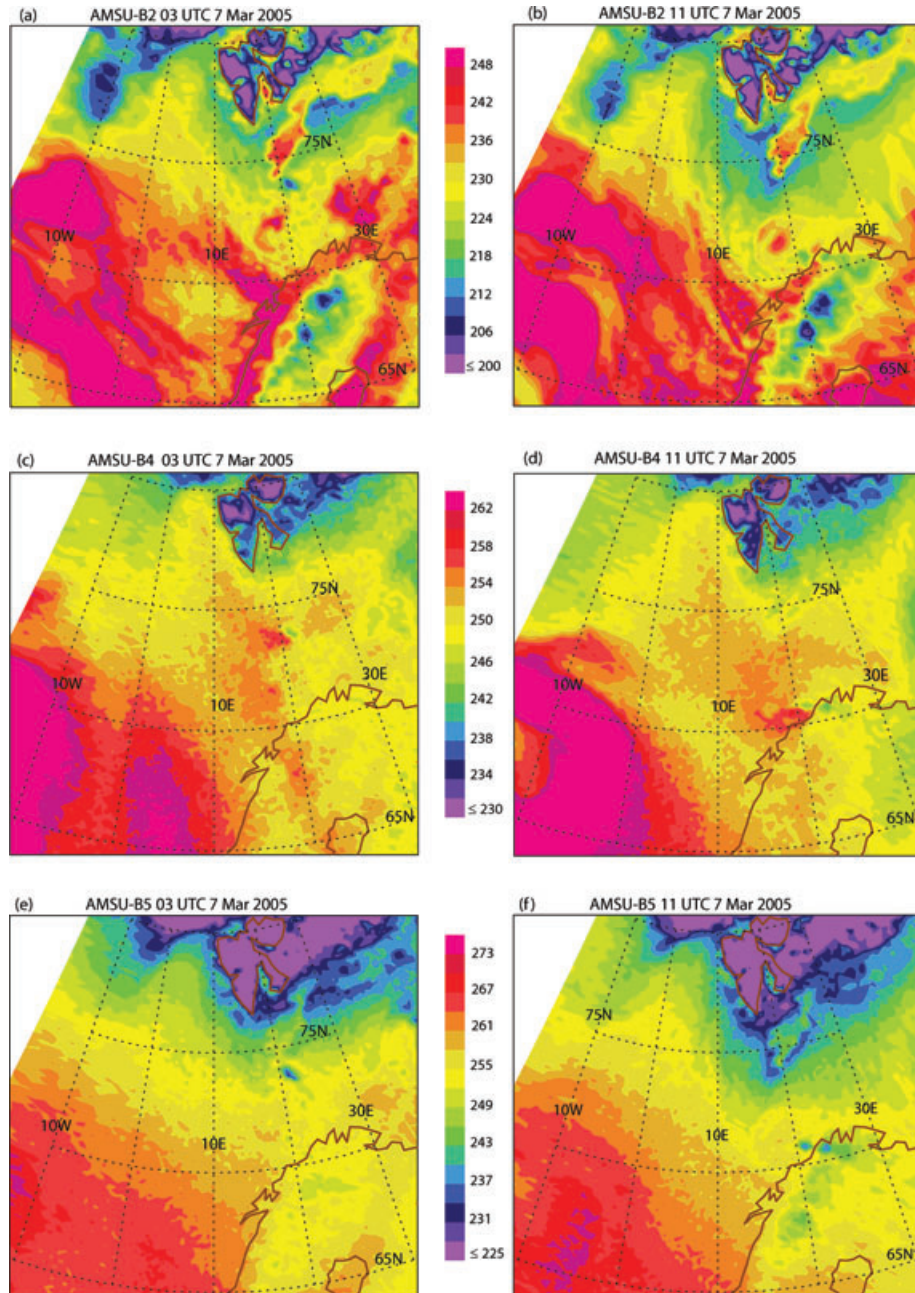 (a) AMSU-B2 03 UTC 7 Mar 2005
75N
10W
10E
30E
65N
248
242
236
230
224
218
212
206
≤ 200
(b) AMSU-B2 11 UTC 7 Mar 2005
75N
10W
10E
30E
65N
(c) AMSU-B4 03 UTC 7 Mar 2005
75N
10W
10E
30E
65N
262
258
254
250
246
242
238
234
≤ 230
(d) AMSU-B4 11 UTC 7 Mar 2005
75N
10W
10E
30E
65N
(e) AMSU-B5 03 UTC 7 Mar 2005
75N
10W
10E
30E
65N
273
267
261
255
249
243
237
231
≤ 225
(f) AMSU-B5 11 UTC 7 Mar 2005
75N
10W
10E
30E
65N